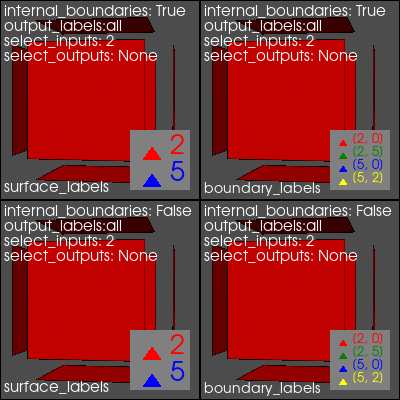 internal_boundaries: True
output_labels:all
select_inputs: 2
select_outputs: None
2
5
surface_labels
internal_boundaries: True
output_labels:all
select_inputs: 2
select_outputs: None
(2, 0)
(2, 5)
(5, 0)
(5, 2)
boundary_labels
internal_boundaries: False
output_labels:all
select_inputs: 2
select_outputs: None
2
5
surface_labels
internal_boundaries: False
output_labels:all
select_inputs: 2
select_outputs: None
(2, 0)
(2, 5)
(5, 0)
(5, 2)
boundary_labels